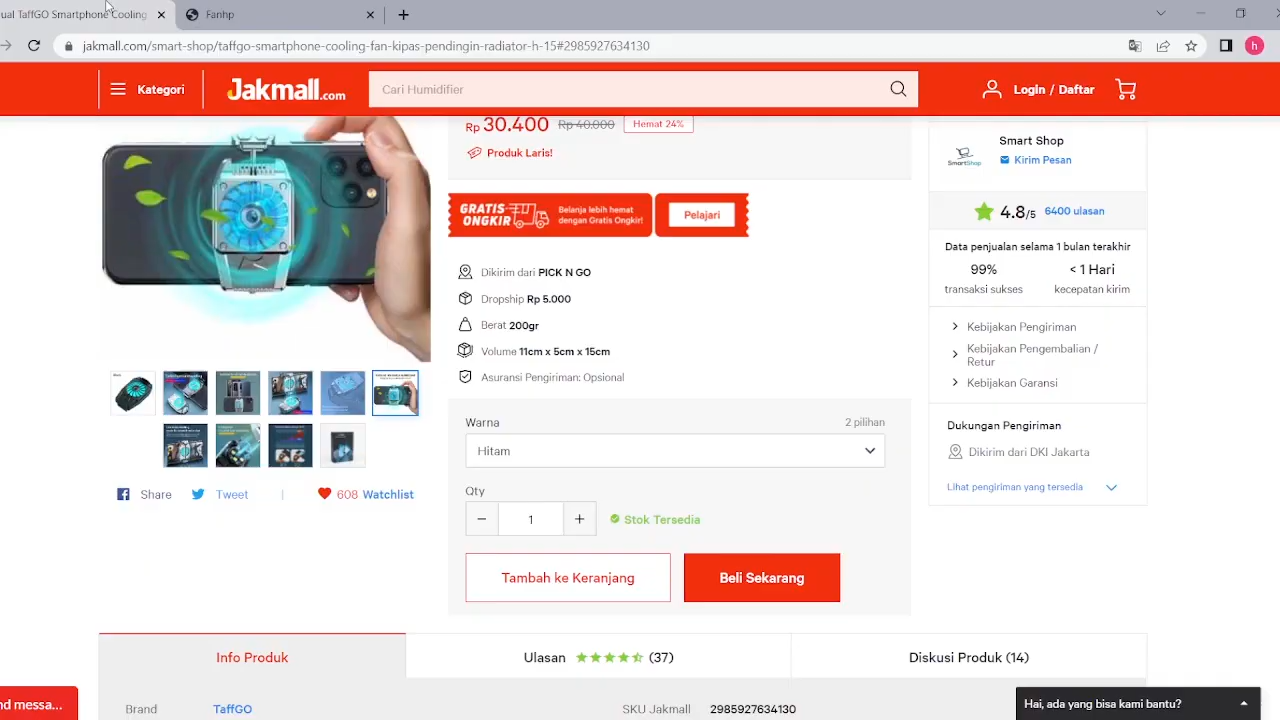 ual TaffGO Smartphone Cooling
Fanhp
jakmall.com/smart-shop/taffgo-smartphone-cooling-fan-kipas-pendingin-radiator-h-15#2985927634130
h
Kategori
Jakmall.com
Cari Humidifier
Login / Daftar
Rp 30.400 Rp 40.000 Hemat 24%
Produk Laris!
GRATIS ONGKIR
Belanja lebih hemat
dengan Gratis Ongkir!
Pelajari
Dikirim dari PICK N GO
Dropship Rp 5.000
Berat 200gr
Volume 11cm x 5cm x 15cm
Asuransi Pengiriman: Opsional
Warna 2 pilihan
Hitam
Qty
− 1 + Stok Tersedia
Tambah ke Keranjang Beli Sekarang
Share Tweet | 608 Watchlist
SmartShop
Smart Shop
Kirim Pesan
4.8/5 6400 ulasan
Data penjualan selama 1 bulan terakhir
99% < 1 Hari
transaksi sukses kecepatan kirim
Kebijakan Pengiriman
Kebijakan Pengembalian /
Retur
Kebijakan Garansi
Dukungan Pengiriman
Dikirim dari DKI Jakarta
Lihat pengiriman yang tersedia
Info Produk Ulasan (37) Diskusi Produk (14)
Brand TaffGO SKU Jakmall 2985927634130
nd messa...
Hai, ada yang bisa kami bantu?